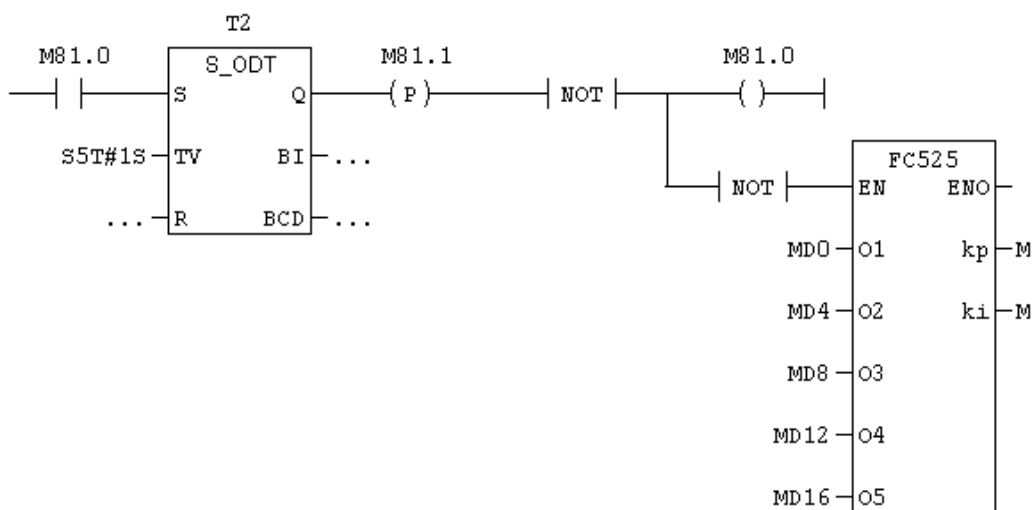 T2
M81.0 S_ODT M81.1 M81.0
S Q (P) NOT ( )
S5T#1S TV BI ... FC525
NOT EN ENO
... R BCD ...
MD0 O1 kp M
MD4 O2 ki M
MD8 O3
MD12 O4
MD16 O5